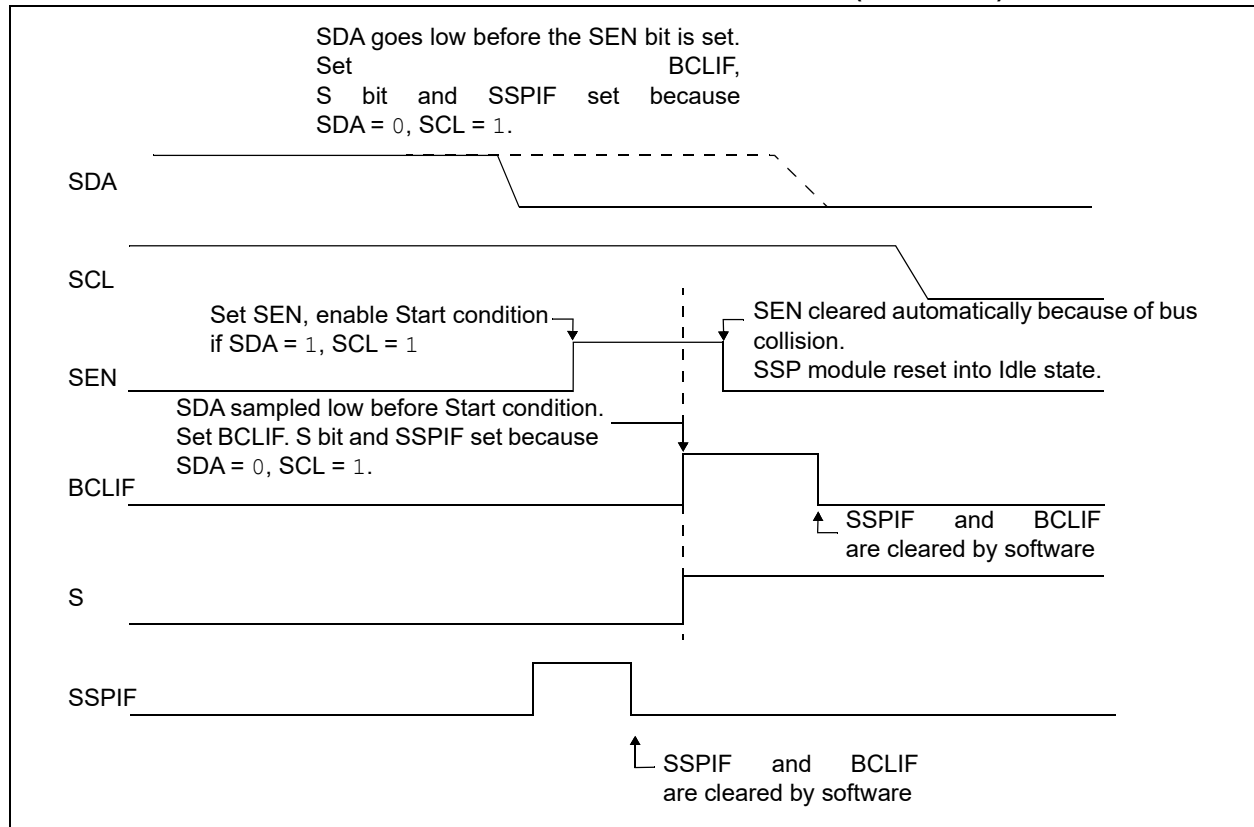 SDA goes low before the SEN bit is set.
Set BCLIF,
S bit and SSPIF set because
SDA = 0, SCL = 1.
SDA
SCL
Set SEN, enable Start condition
if SDA = 1, SCL = 1
SEN cleared automatically because of bus
collision.
SSP module reset into Idle state.
SEN
SDA sampled low before Start condition.
Set BCLIF. S bit and SSPIF set because
SDA = 0, SCL = 1.
BCLIF
SSPIF and BCLIF
are cleared by software
S
SSPIF
SSPIF and BCLIF
are cleared by software